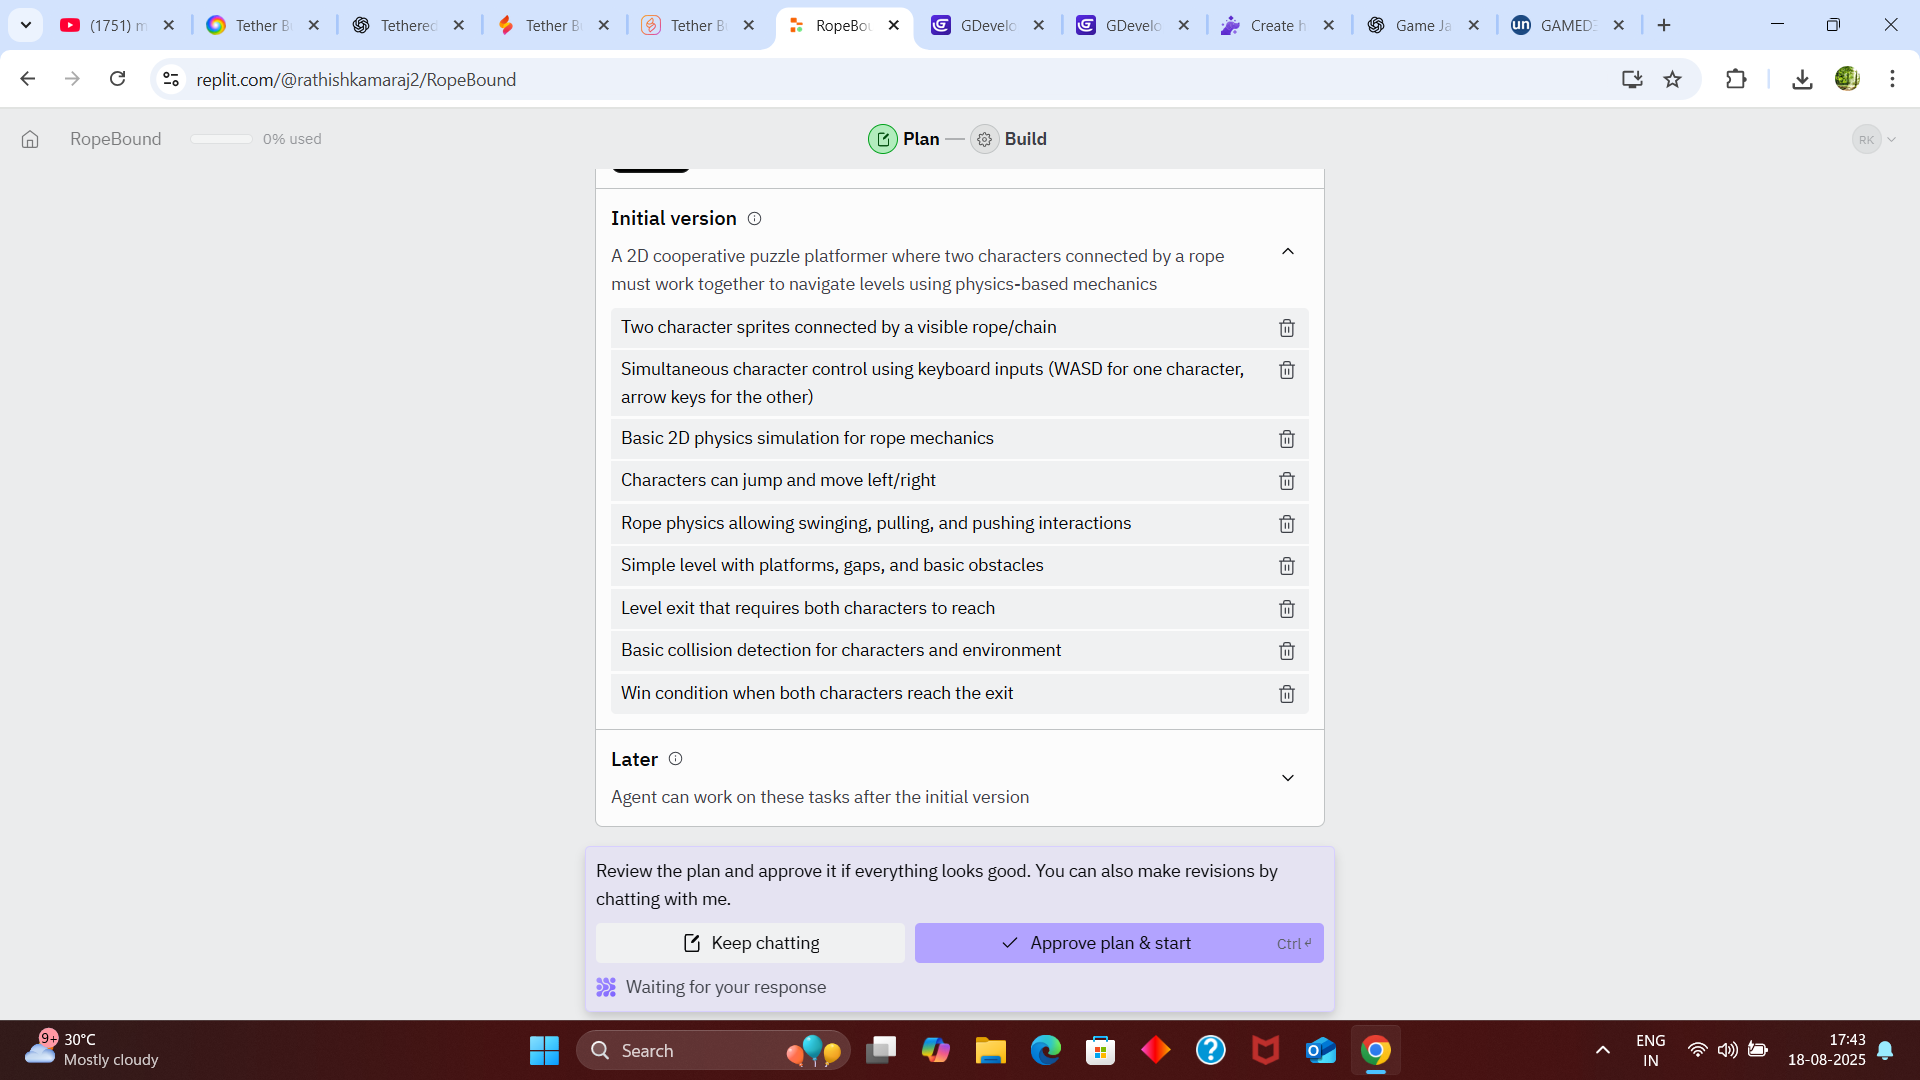 (1751) m
Tether B
Tethered
Tether B
Tether B
RopeBou
GDevelo
GDevelo
Create h
Game Ja
un
GAMED
replit.com/@rathishkamaraj2/RopeBound
RopeBound
0% used
Plan
Build
RK
Initial version
A 2D cooperative puzzle platformer where two characters connected by a rope
must work together to navigate levels using physics-based mechanics
Two character sprites connected by a visible rope/chain
Simultaneous character control using keyboard inputs (WASD for one character,
arrow keys for the other)
Basic 2D physics simulation for rope mechanics
Characters can jump and move left/right
Rope physics allowing swinging, pulling, and pushing interactions
Simple level with platforms, gaps, and basic obstacles
Level exit that requires both characters to reach
Basic collision detection for characters and environment
Win condition when both characters reach the exit
Later
Agent can work on these tasks after the initial version
Review the plan and approve it if everything looks good. You can also make revisions by
chatting with me.
Keep chatting
Approve plan & start
Ctrl
Waiting for your response
9+
30°C
Mostly cloudy
Search
ENG
IN
17:43
18-08-2025